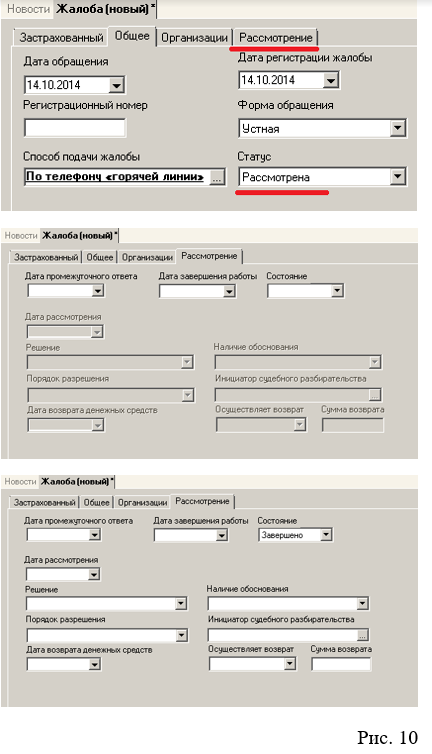 Новости Жалоба (новый) *
Застрахованный Общее Организации Рассмотрение
Дата обращения Дата регистрации жалобы
14.10.2014 14.10.2014
Регистрационный номер Форма обращения
Устная
Способ подачи жалобы Статус
По телефону «горячей линии» ... Рассмотрена
Новости Жалоба (новый) *
Застрахованный Общее Организации Рассмотрение
Дата промежуточного ответа Дата завершения работы Состояние
Дата рассмотрения
Решение Наличие обоснования
Порядок разрешения Инициатор судебного разбирательства
...
Дата возврата денежных средств Осуществляет возврат Сумма возврата
Новости Жалоба (новый) *
Застрахованный Общее Организации Рассмотрение
Дата промежуточного ответа Дата завершения работы Состояние
Завершено
Дата рассмотрения
Решение Наличие обоснования
Порядок разрешения Инициатор судебного разбирательства
...
Дата возврата денежных средств Осуществляет возврат Сумма возврата
Рис. 10